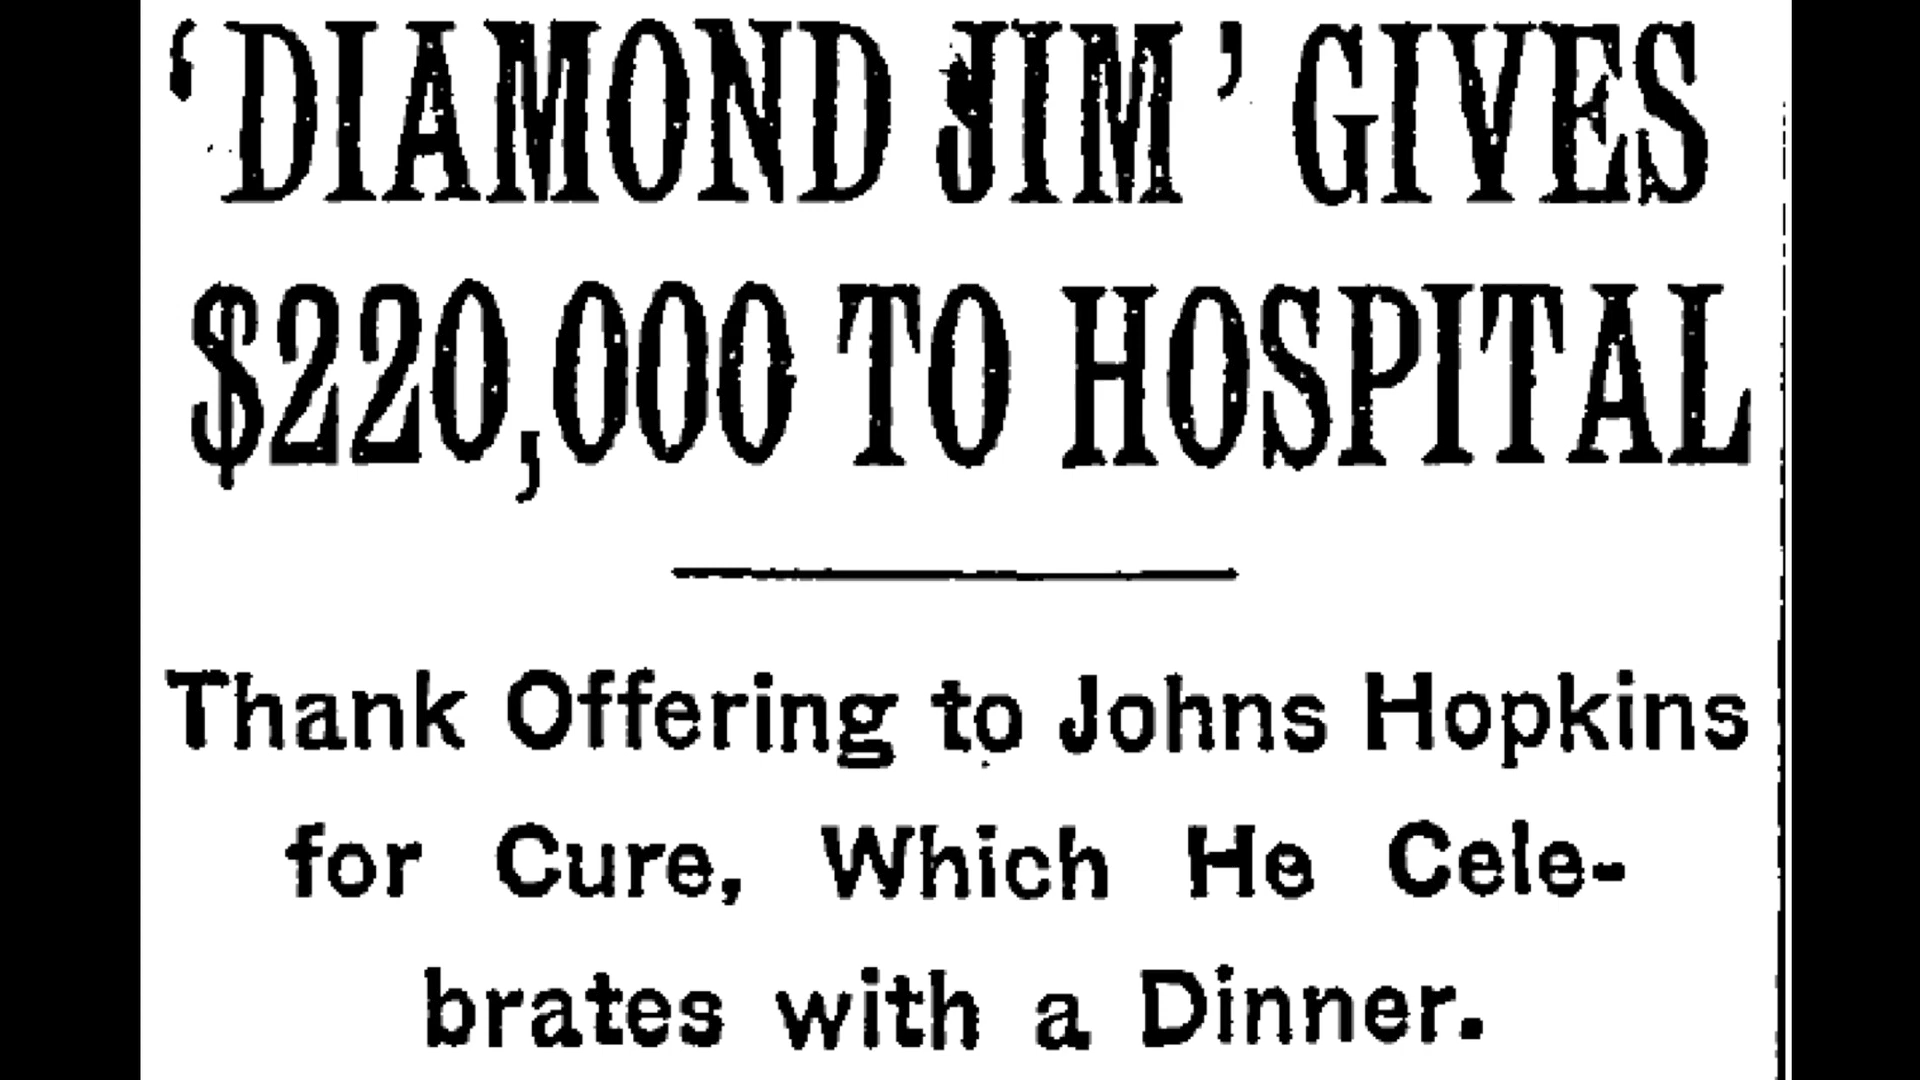 ‘DIAMOND JIM’ GIVES
$220,000 TO HOSPITAL
Thank Offering to Johns Hopkins
for Cure, Which He Cele-
brates with a Dinner.